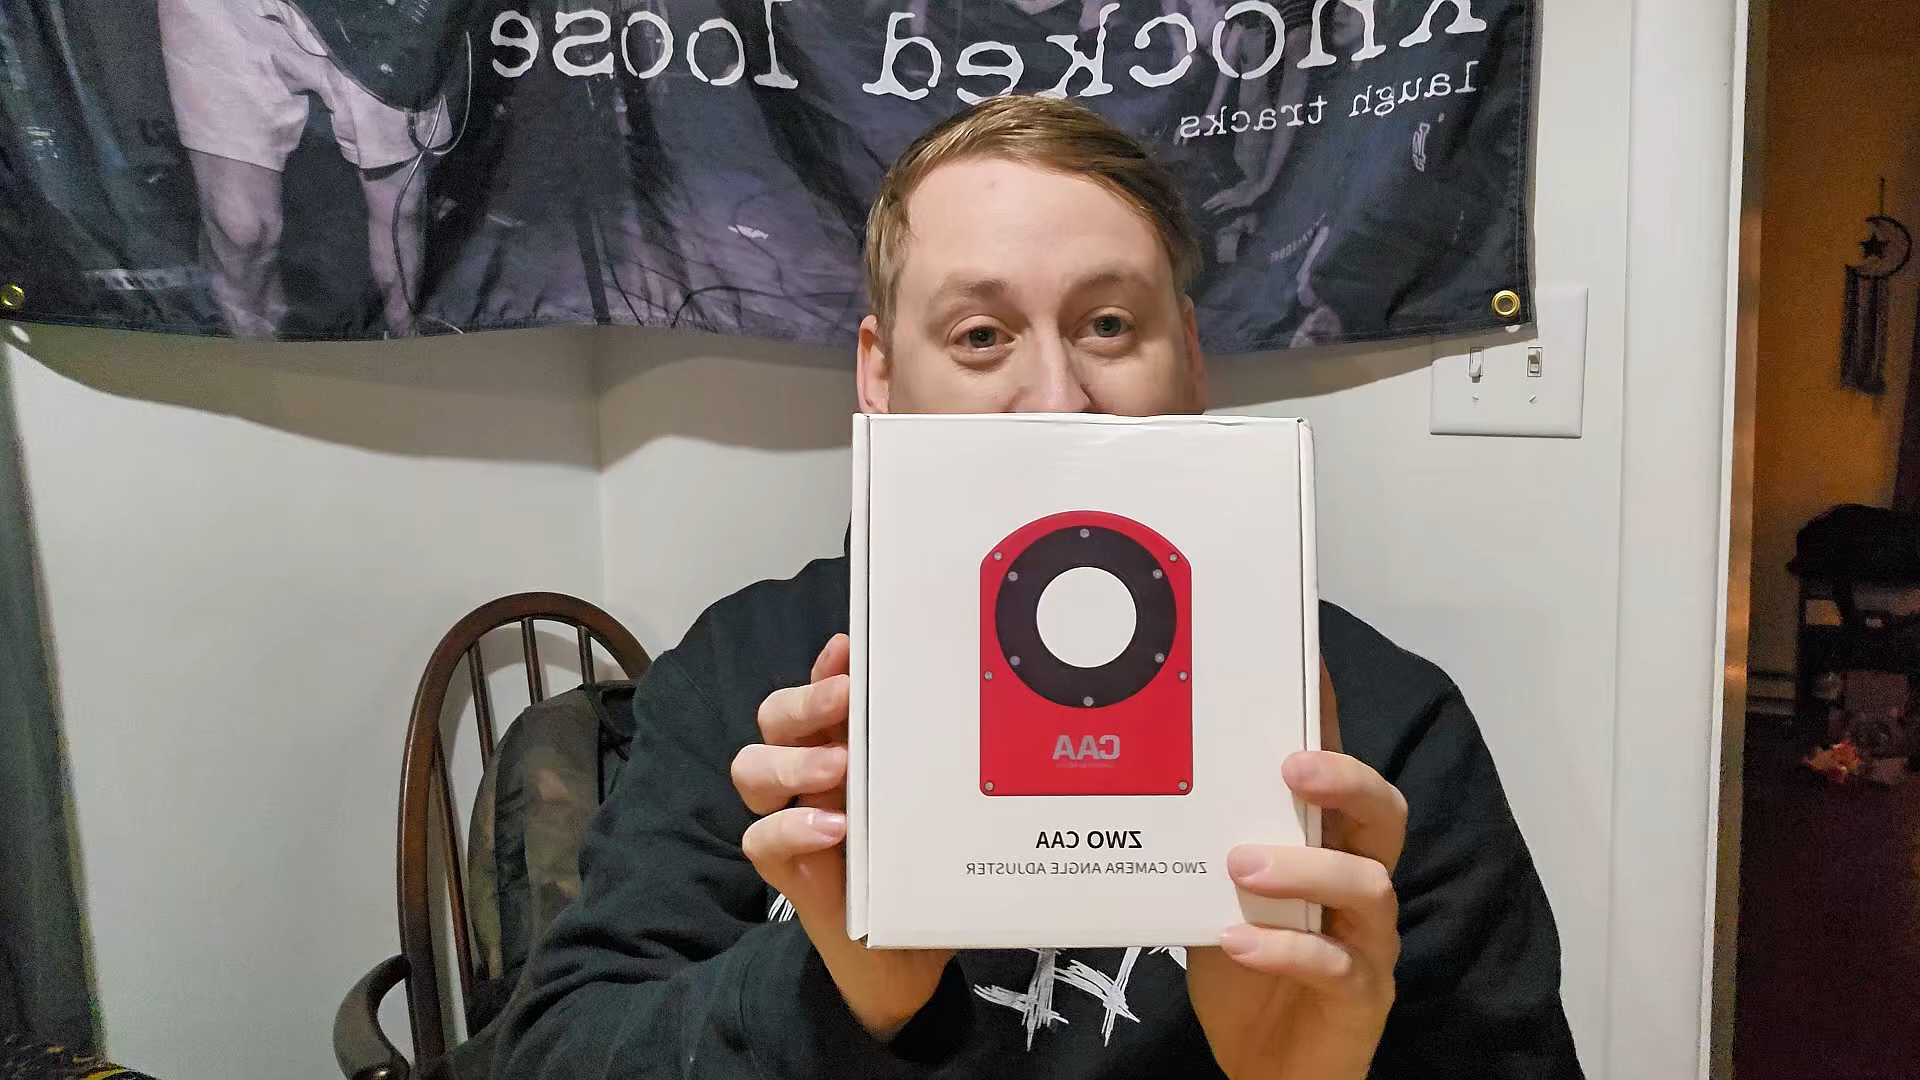 knocked loose
laugh tracks
CAA
ZWO CAA
ZWO CAMERA ANGLE ADJUSTER